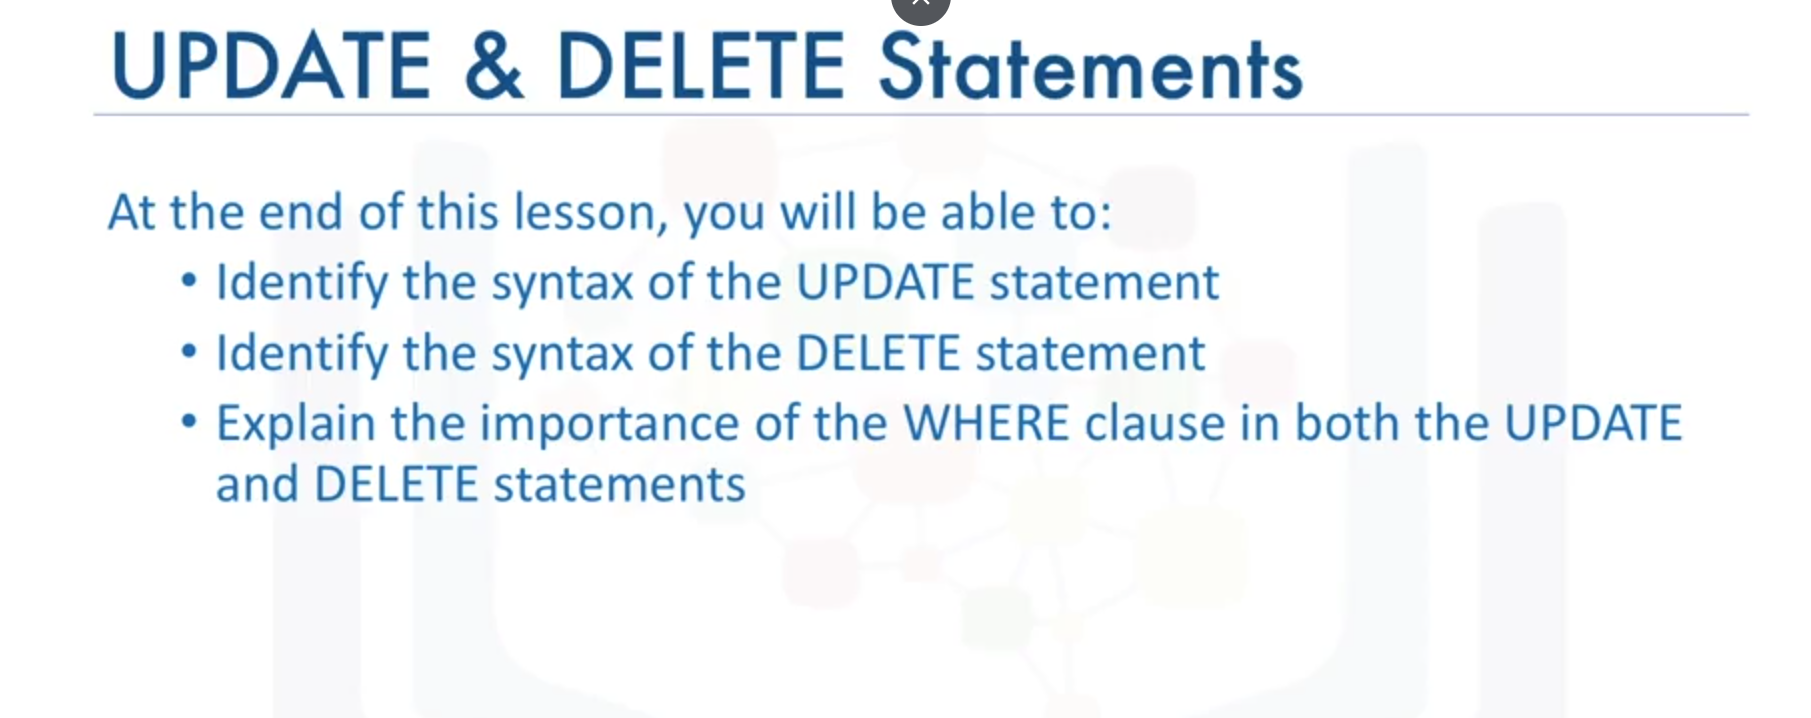 UPDATE & DELETE Statements
At the end of this lesson, you will be able to:
• Identify the syntax of the UPDATE statement
• Identify the syntax of the DELETE statement
• Explain the importance of the WHERE clause in both the UPDATE
and DELETE statements